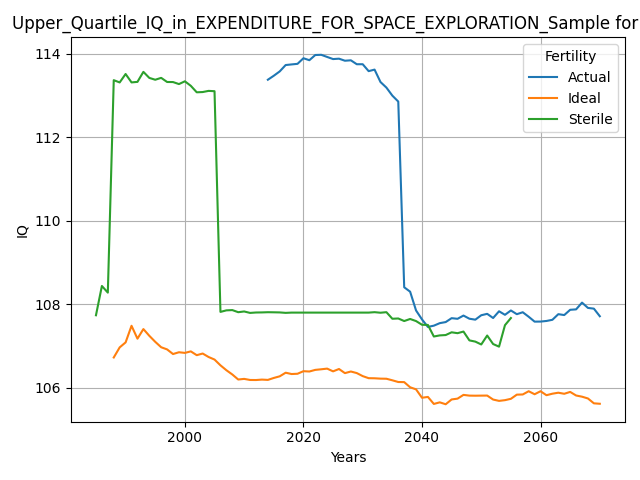 Upper_Quartile_IQ_in_EXPENDITURE_FOR_SPACE_EXPLORATION_Sample for
Fertility
Actual
Ideal
Sterile
114
112
110
108
106
IQ
2000
2020
2040
2060
Years